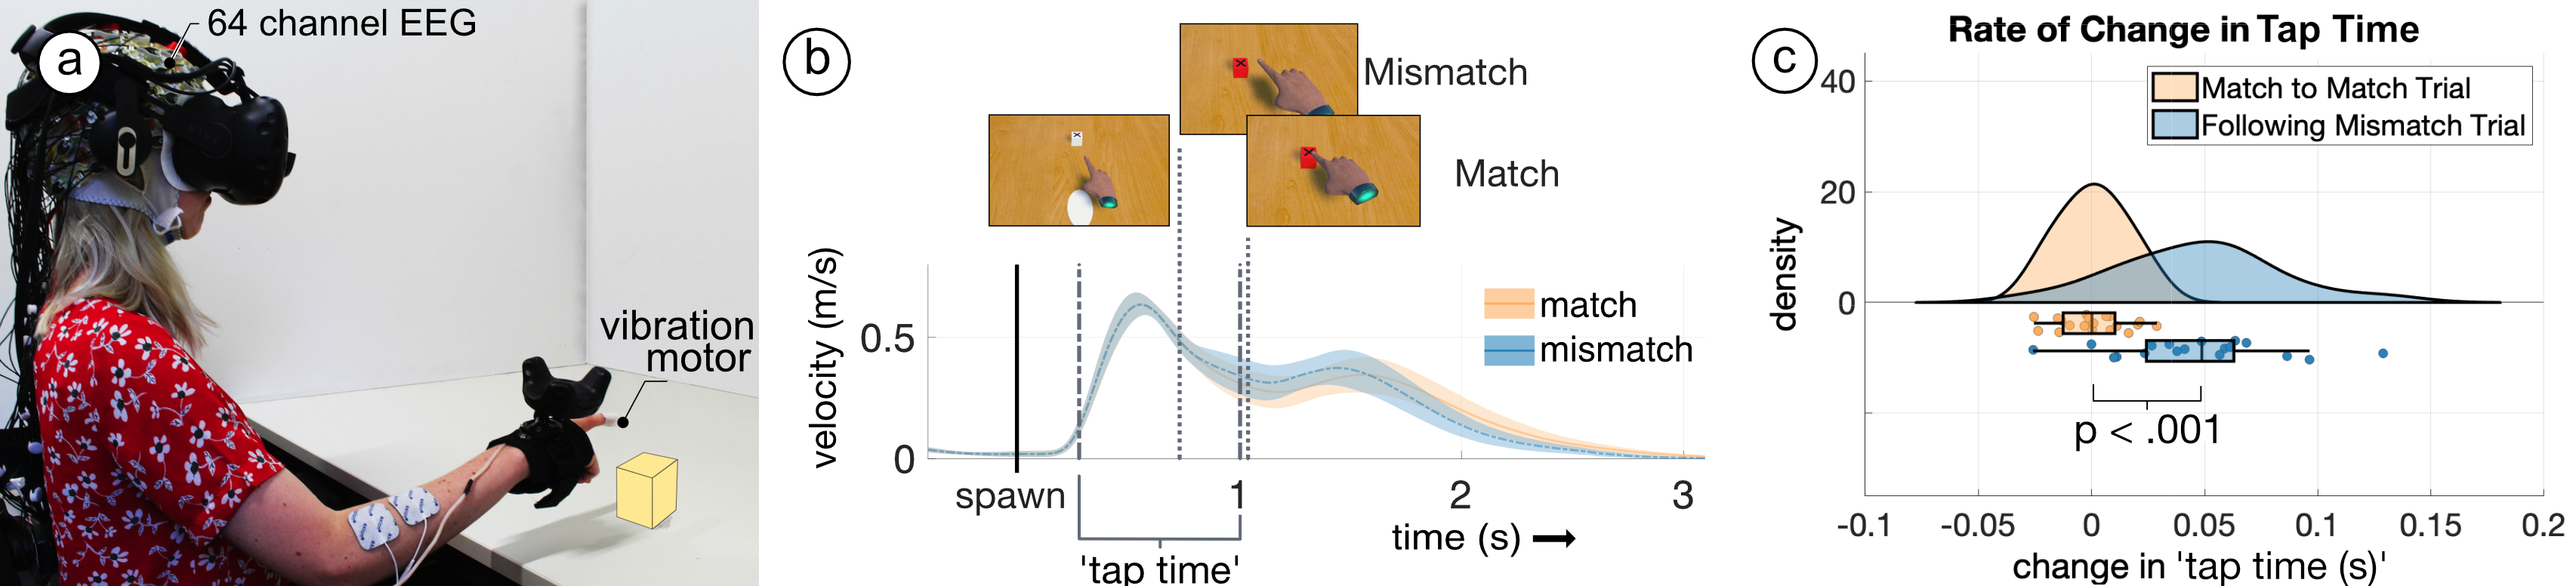 a
64 channel EEG
vibration
motor
b
Mismatch
Match
velocity (m/s)
0.5
0
match
mismatch
spawn
1
2
3
time (s)
'tap time'
c
Rate of Change in Tap Time
Match to Match Trial
Following Mismatch Trial
density
40
20
0
p < .001
-0.1
-0.05
0
0.05
0.1
0.15
0.2
change in 'tap time (s)'